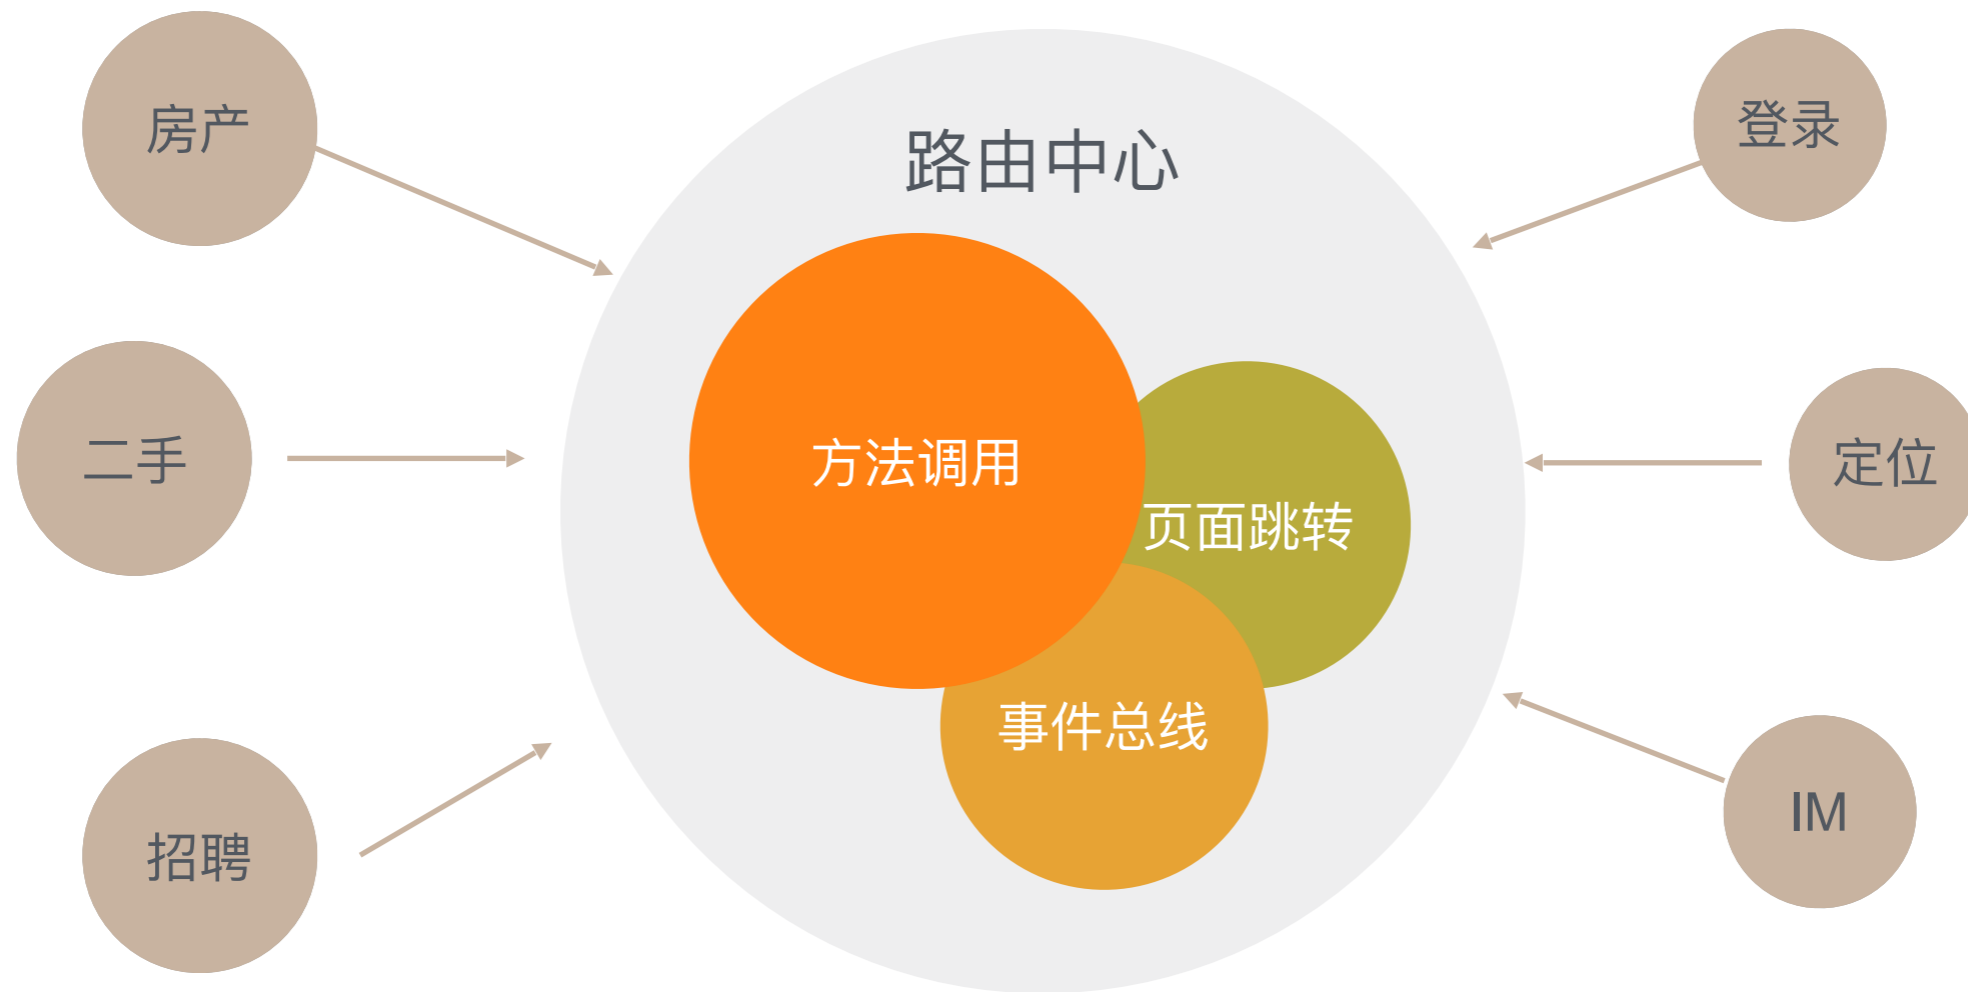 房产
二手
招聘
路由中心
方法调用
页面跳转
事件总线
登录
定位
IM